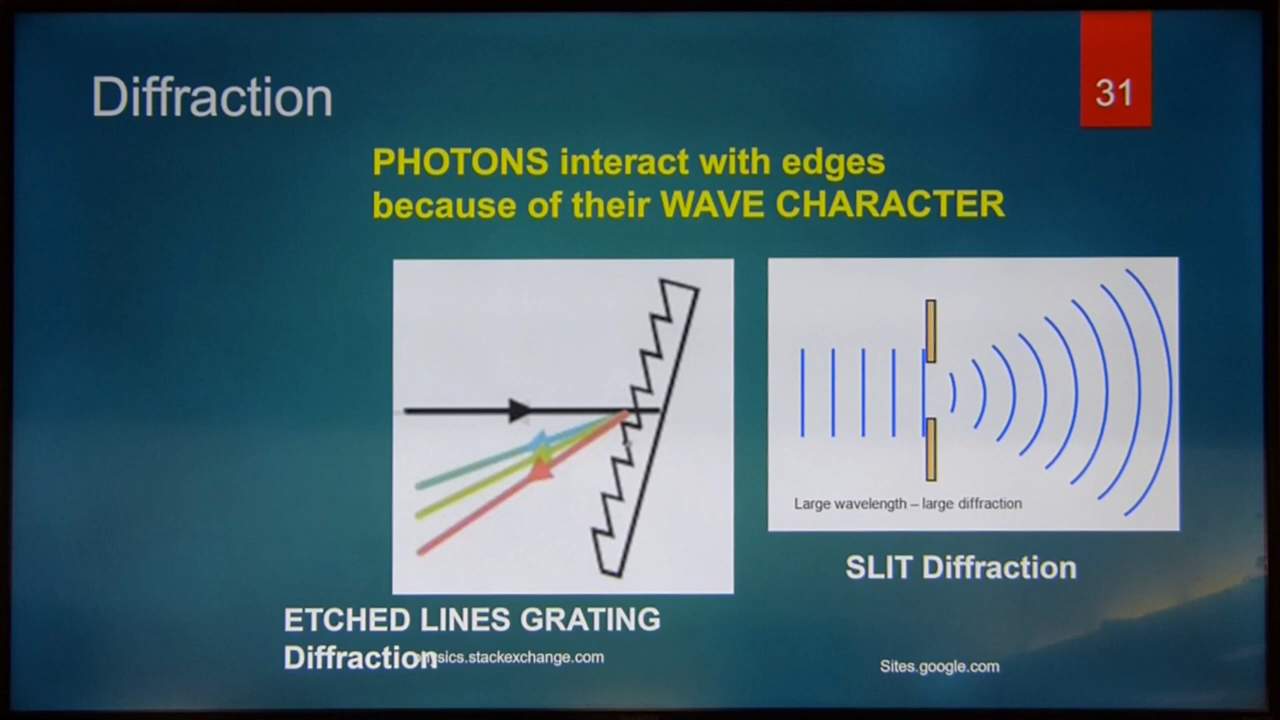 Diffraction
31
PHOTONS interact with edges
because of their WAVE CHARACTER
Large wavelength – large diffraction
SLIT Diffraction
ETCHED LINES GRATING
Diffraction
sics.stackexchange.com
Sites.google.com